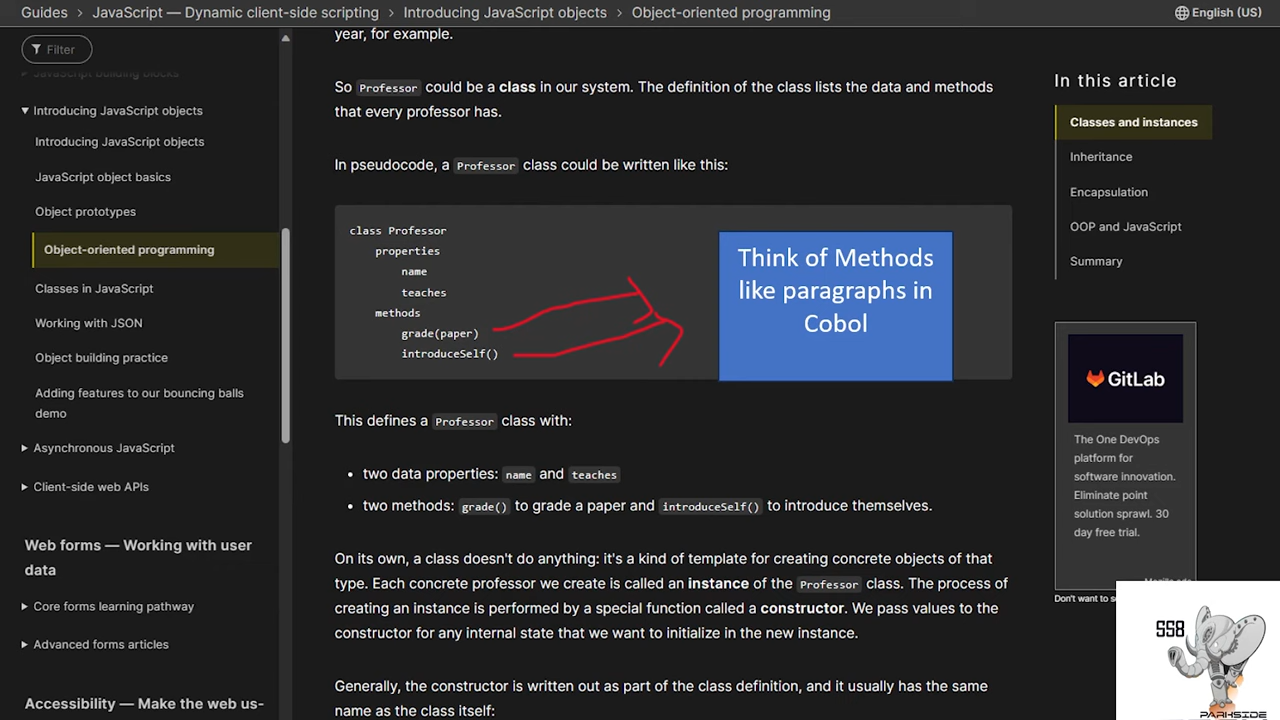 Guides > JavaScript — Dynamic client-side scripting > Introducing JavaScript objects > Object-oriented programming
English (US)
Filter
JavaScript building blocks
Introducing JavaScript objects
Introducing JavaScript objects
JavaScript object basics
Object prototypes
Object-oriented programming
Classes in JavaScript
Working with JSON
Object building practice
Adding features to our bouncing balls
demo
Asynchronous JavaScript
Client-side web APIs
Web forms — Working with user
data
Core forms learning pathway
Advanced forms articles
Accessibility — Make the web us-
year, for example.
So Professor could be a class in our system. The definition of the class lists the data and methods
that every professor has.
In pseudocode, a Professor class could be written like this:
class Professor
properties
name
teaches
methods
grade(paper)
introduceSelf()
Think of Methods
like paragraphs in
Cobol
This defines a Professor class with:
• two data properties: name and teaches
• two methods: grade() to grade a paper and introduceSelf() to introduce themselves.
On its own, a class doesn't do anything: it's a kind of template for creating concrete objects of that
type. Each concrete professor we create is called an instance of the Professor class. The process of
creating an instance is performed by a special function called a constructor. We pass values to the
constructor for any internal state that we want to initialize in the new instance.
Generally, the constructor is written out as part of the class definition, and it usually has the same
name as the class itself:
In this article
Classes and instances
Inheritance
Encapsulation
OOP and JavaScript
Summary
GitLab
The One DevOps
platform for
software innovation.
Eliminate point
solution sprawl. 30
day free trial.
Mozilla ads
Don't want to
SS8
PARKSIDE